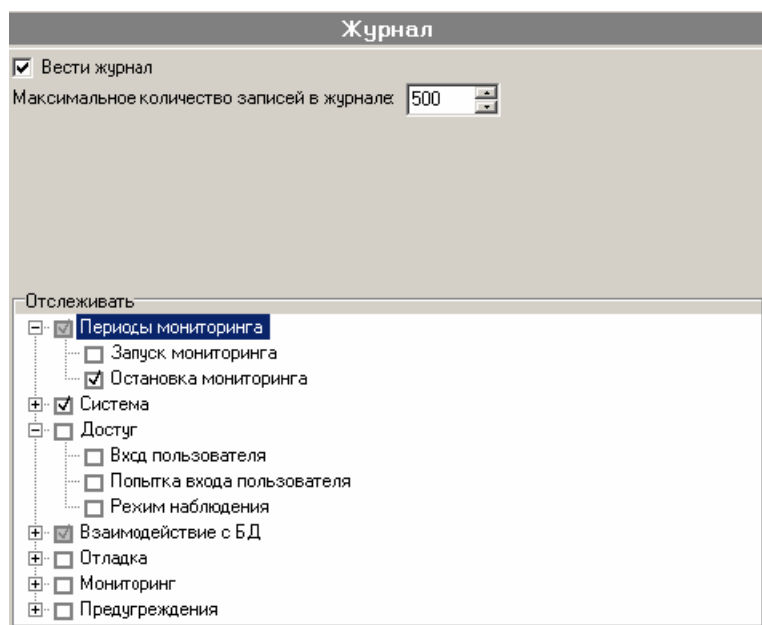 Журнал
Вести журнал
Максимальное количество записей в журнале: 500
Отслеживать
Периоды мониторинга
Запуск мониторинга
Остановка мониторинга
Система
Доступ
Вход пользователя
Попытка входа пользователя
Режим наблюдения
Взаимодействие с БД
Отладка
Мониторинг
Предупреждения